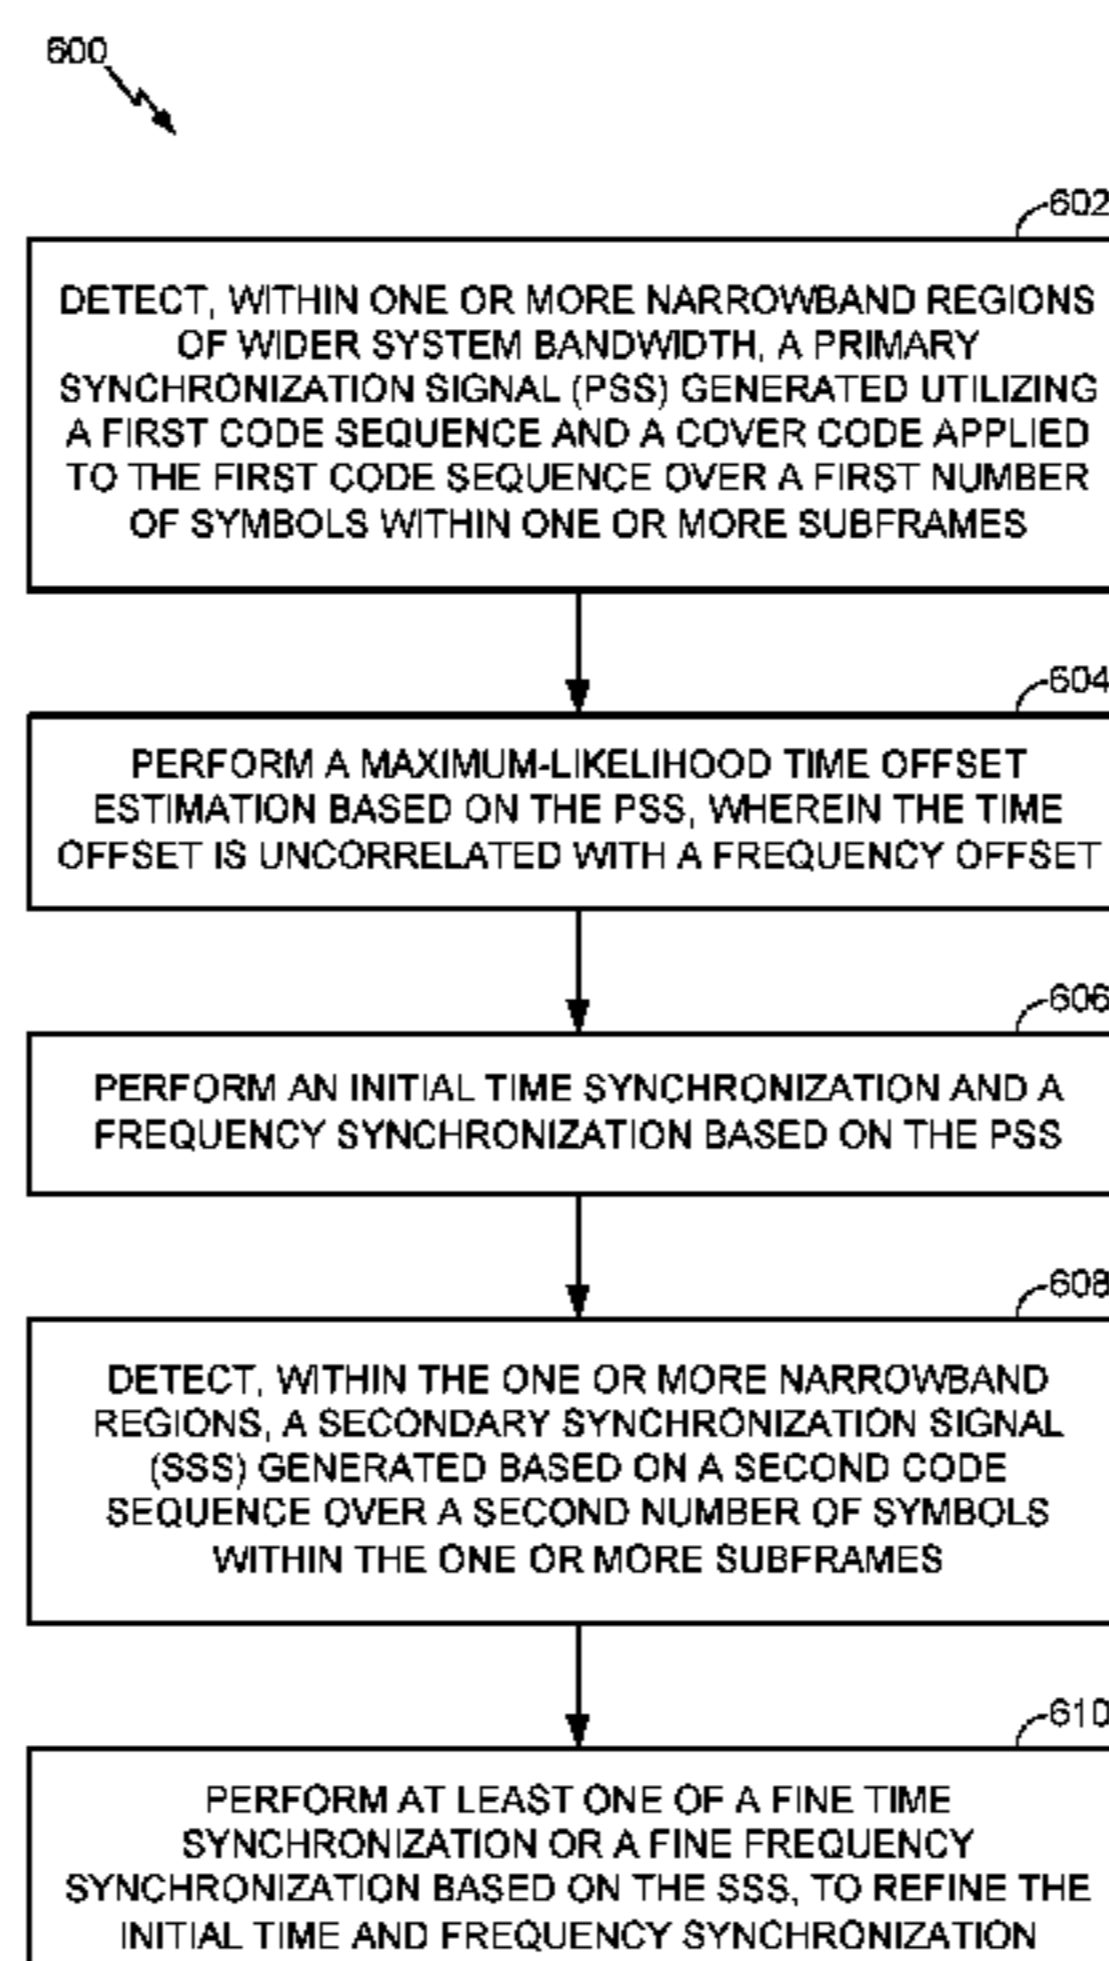 600
602
DETECT, WITHIN ONE OR MORE NARROWBAND REGIONS
OF WIDER SYSTEM BANDWIDTH, A PRIMARY
SYNCHRONIZATION SIGNAL (PSS) GENERATED UTILIZING
A FIRST CODE SEQUENCE AND A COVER CODE APPLIED
TO THE FIRST CODE SEQUENCE OVER A FIRST NUMBER
OF SYMBOLS WITHIN ONE OR MORE SUBFRAMES
604
PERFORM A MAXIMUM-LIKELIHOOD TIME OFFSET
ESTIMATION BASED ON THE PSS, WHEREIN THE TIME
OFFSET IS UNCORRELATED WITH A FREQUENCY OFFSET
606
PERFORM AN INITIAL TIME SYNCHRONIZATION AND A
FREQUENCY SYNCHRONIZATION BASED ON THE PSS
608
DETECT, WITHIN THE ONE OR MORE NARROWBAND
REGIONS, A SECONDARY SYNCHRONIZATION SIGNAL
(SSS) GENERATED BASED ON A SECOND CODE
SEQUENCE OVER A SECOND NUMBER OF SYMBOLS
WITHIN THE ONE OR MORE SUBFRAMES
610
PERFORM AT LEAST ONE OF A FINE TIME
SYNCHRONIZATION OR A FINE FREQUENCY
SYNCHRONIZATION BASED ON THE SSS, TO REFINE THE
INITIAL TIME AND FREQUENCY SYNCHRONIZATION